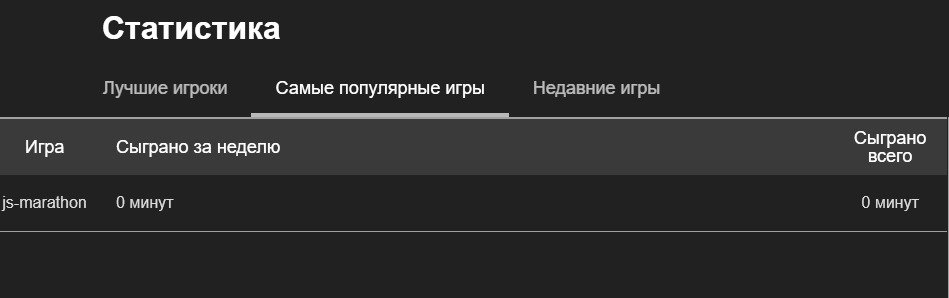 Статистика
Лучшие игроки Самые популярные игры Недавние игры
Игра Сыграно за неделю Сыграно
всего
js-marathon 0 минут 0 минут